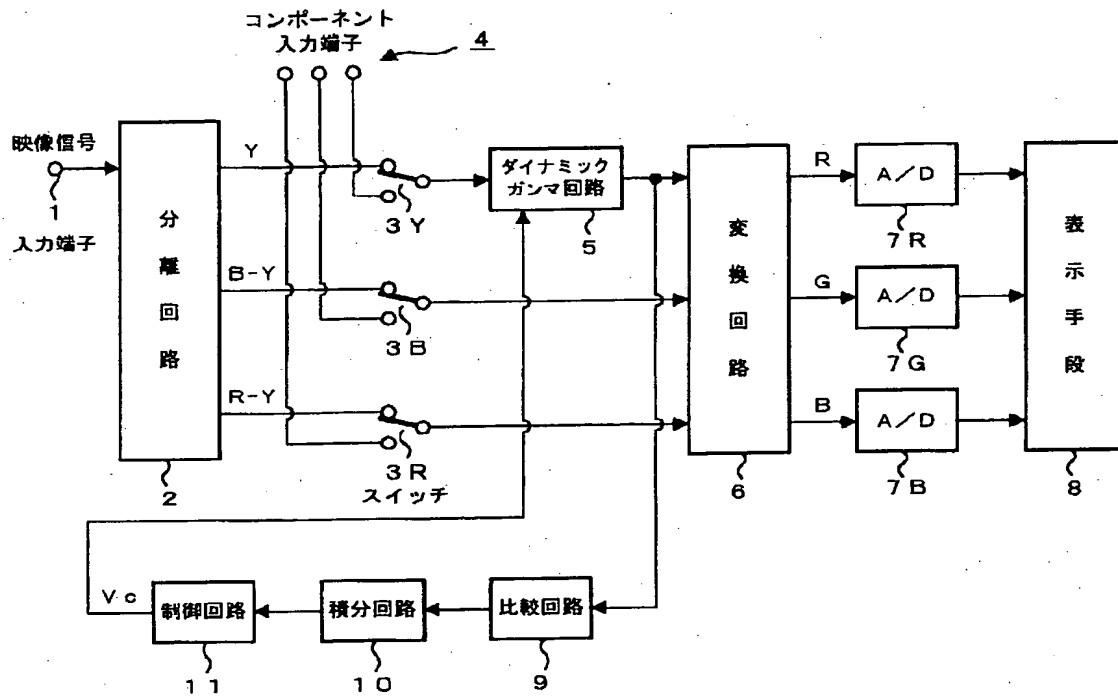 コンポーネント
入力端子
4
映像信号
1
入力端子
分離回路
2
Y
B-Y
R-Y
3Y
3B
3R
スイッチ
ダイナミック
ガンマ回路
5
変換回路
6
R
A/D
7R
G
A/D
7G
B
A/D
7B
表示手段
8
Vc
制御回路
11
積分回路
10
比較回路
9